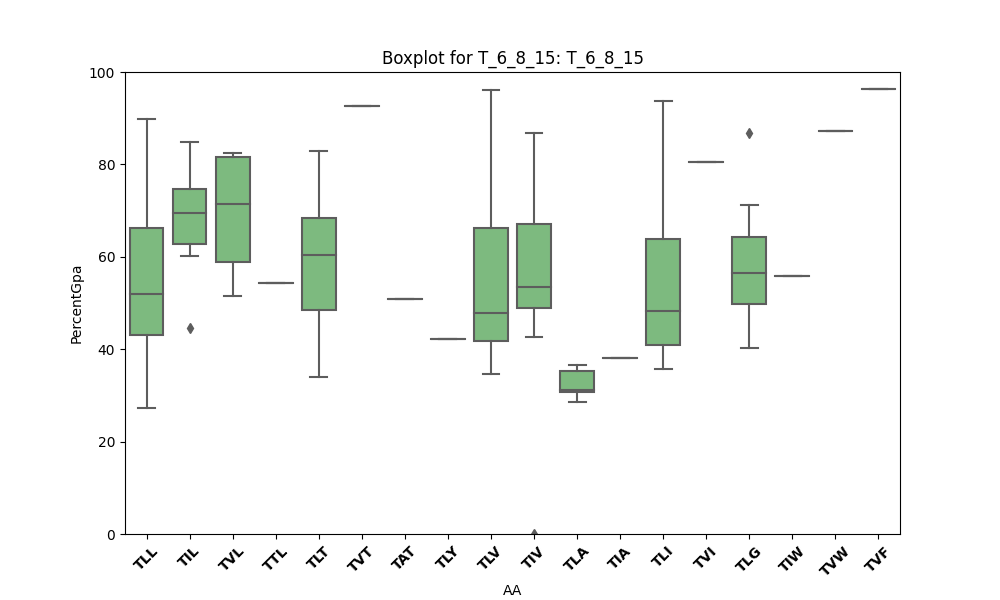 Boxplot for T_6_8_15: T_6_8_15
100
80
60
40
20
0
PercentGpa
TLL TIL TVL TTL TLT TVT TAT TLY TLV TIV TLA TIA TLI TVI TLG TIW TVW TVF
AA